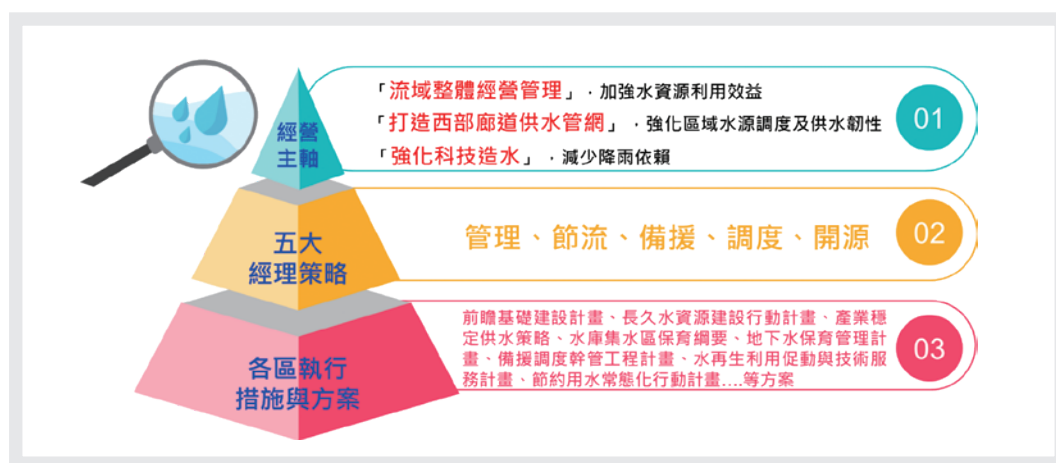 經營
主軸
「流域整體經營管理」，加強水資源利用效益
「打造西部廊道供水管網」，強化區域水源調度及供水韌性
「強化科技造水」，減少降雨依賴
01
五大
經理策略
管理、節流、備援、調度、開源
02
各區執行
措施與方案
前瞻基礎建設計畫、長久水資源建設行動計畫、產業穩
定供水策略、水庫集水區保育綱要、地下水保育管理計
畫、備援調度幹管工程計畫、水再生利用促動與技術服
務計畫、節約用水常態化行動計畫....等方案
03